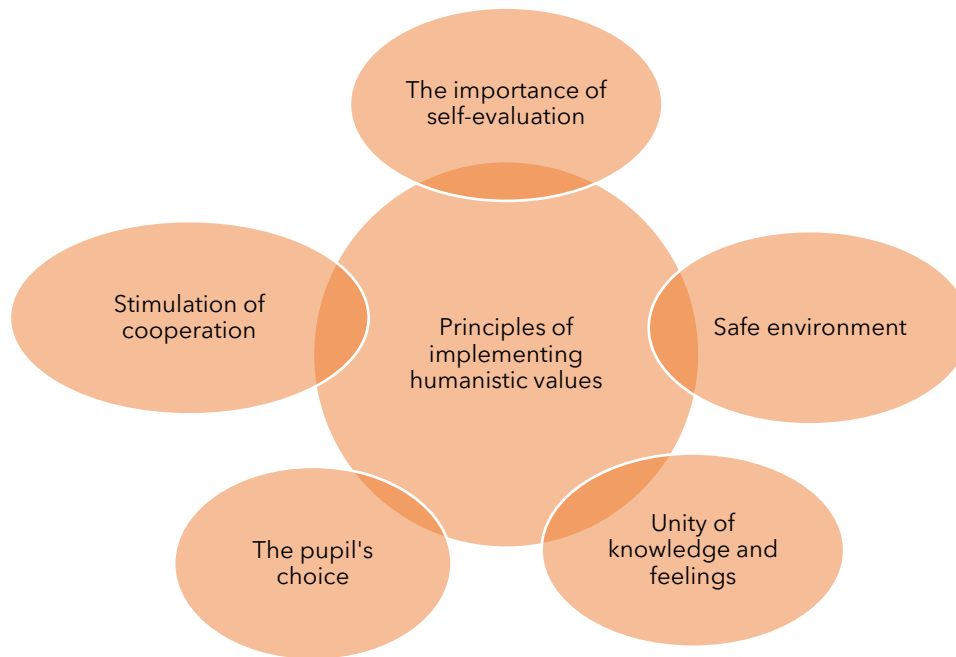 The importance of
self-evaluation
Stimulation of
cooperation
Principles of
implementing
humanistic values
Safe environment
The pupil's
choice
Unity of
knowledge and
feelings